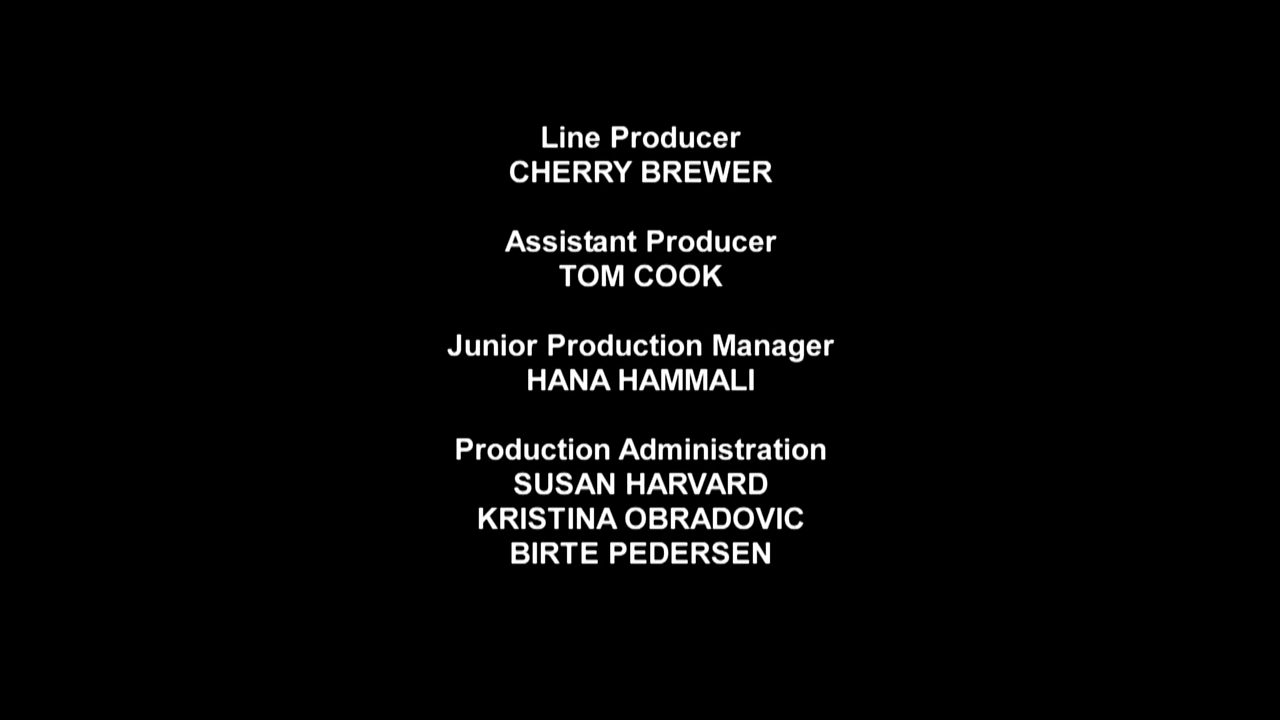 Line Producer
CHERRY BREWER
Assistant Producer
TOM COOK
Junior Production Manager
HANA HAMMALI
Production Administration
SUSAN HARVARD
KRISTINA OBRADOVIC
BIRTE PEDERSEN